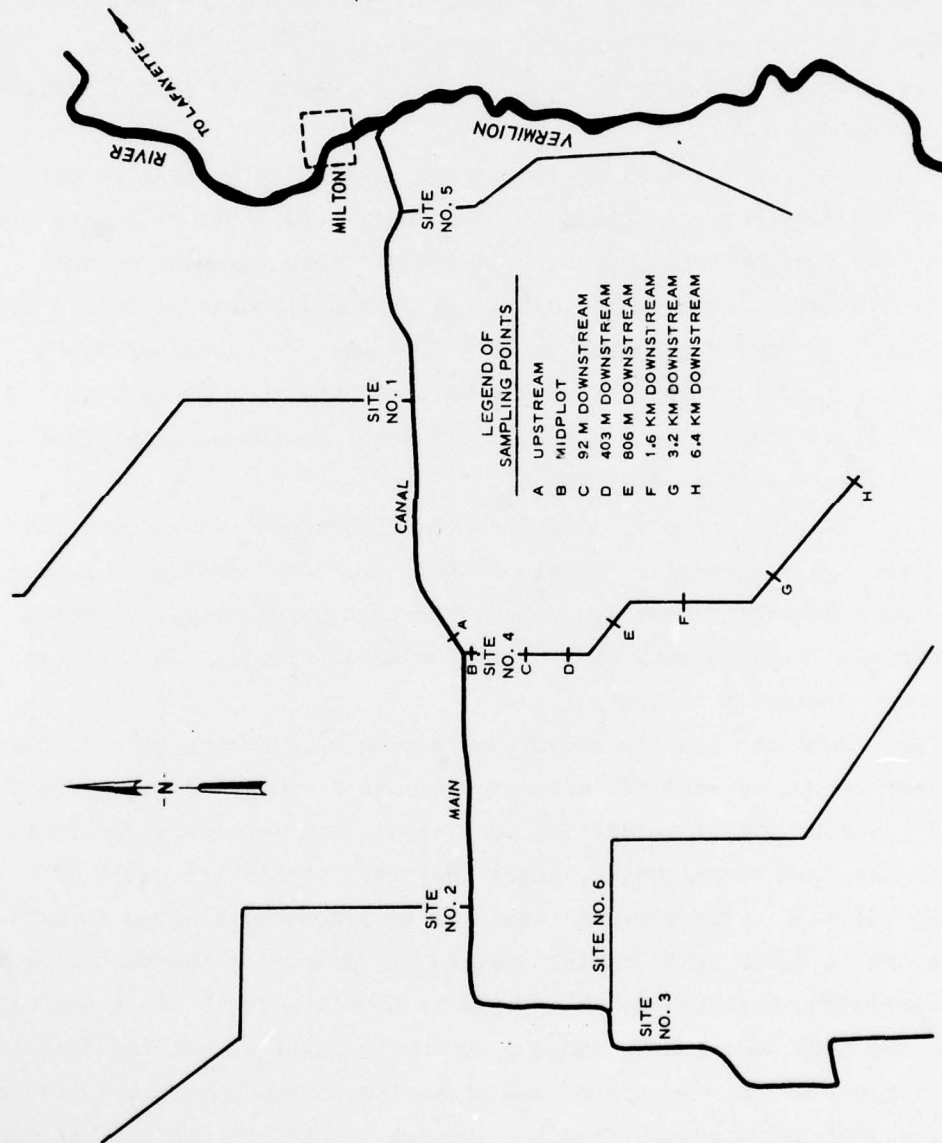 TO LAFAYETTE
RIVER
MILTON
VERMILION
SITE
NO. 5
SITE
NO. 1
CANAL
LEGEND OF
SAMPLING POINTS
A UPSTREAM
B MIDPLOT
C 92 M DOWNSTREAM
D 403 M DOWNSTREAM
E 806 M DOWNSTREAM
F 1.6 KM DOWNSTREAM
G 3.2 KM DOWNSTREAM
H 6.4 KM DOWNSTREAM
A
B
SITE
NO. 4
C
D
E
F
G
H
-N-
MAIN
SITE
NO. 2
SITE NO. 6
SITE
NO. 3